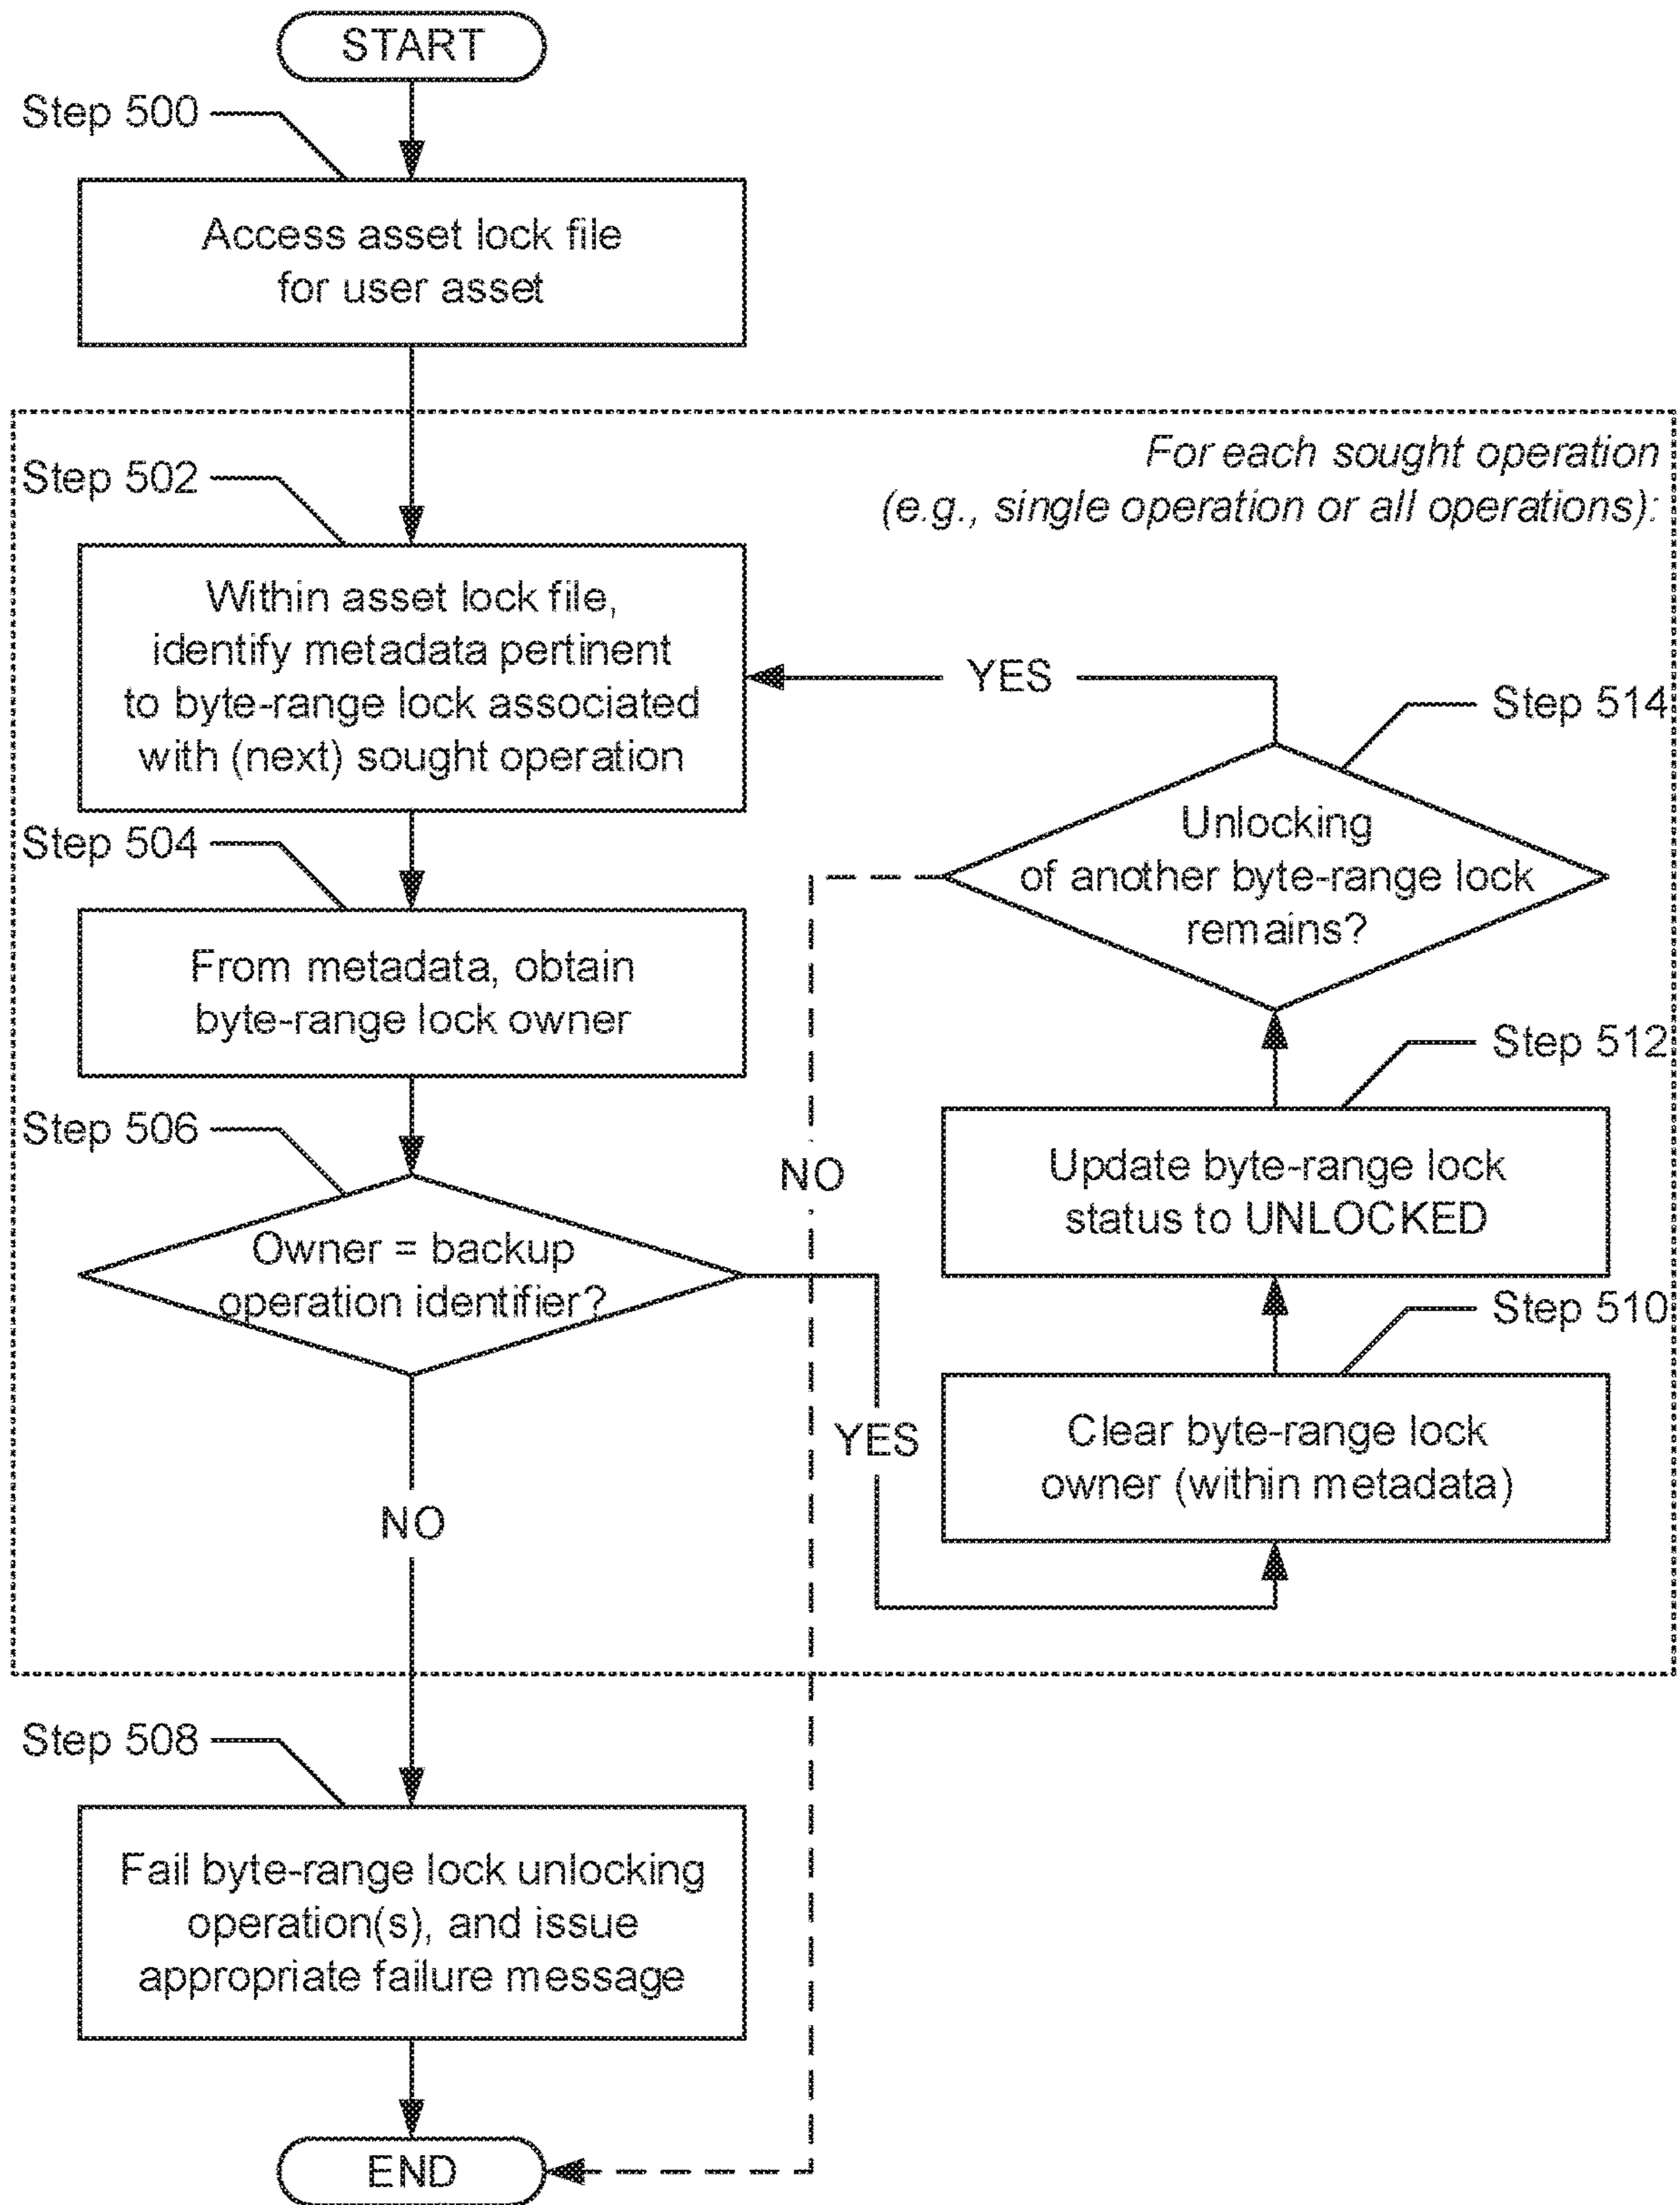 START
Step 500
Access asset lock file
for user asset
For each sought operation
(e.g., single operation or all operations):
Step 502
Within asset lock file,
identify metadata pertinent
to byte-range lock associated
with (next) sought operation
YES
Step 514
Unlocking
of another byte-range lock
remains?
Step 504
From metadata, obtain
byte-range lock owner
Step 512
Update byte-range lock
status to UNLOCKED
Step 506
NO
Owner = backup
operation identifier?
Step 510
Clear byte-range lock
owner (within metadata)
YES
NO
Step 508
Fail byte-range lock unlocking
operation(s), and issue
appropriate failure message
END